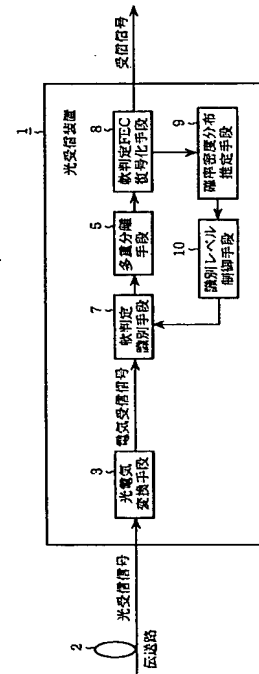 1
光受信装置
2
伝送路
光受信信号
3
光電気
変換手段
電気受信信号
7
軟判定
識別手段
5
多重分離
手段
8
軟判定FEC
復号化手段
受信信号
9
確率密度分布
推定手段
10
識別レベル
制御手段